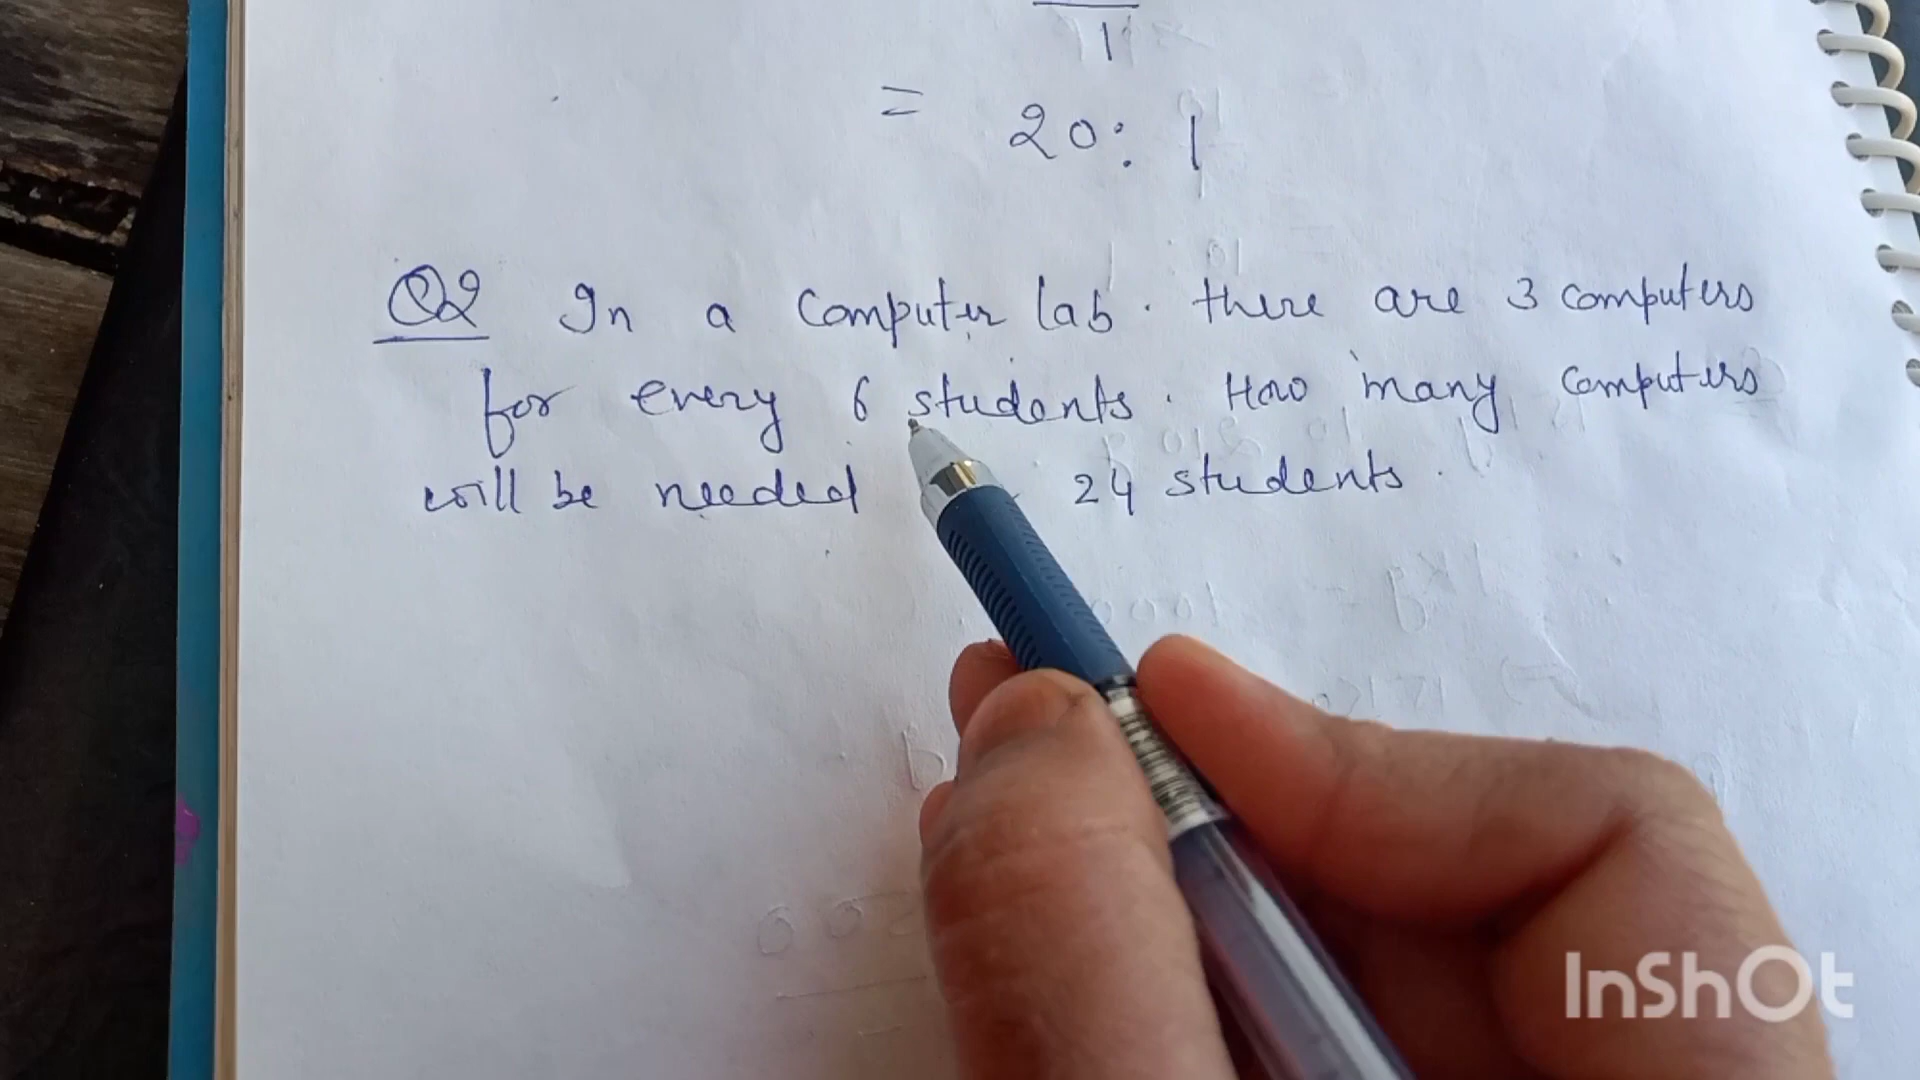 11
= 20: 1
Q2 In a Computer lab. there are 3 computers
for every 6 students. How many computers
will be needed 24 students.
InShOt